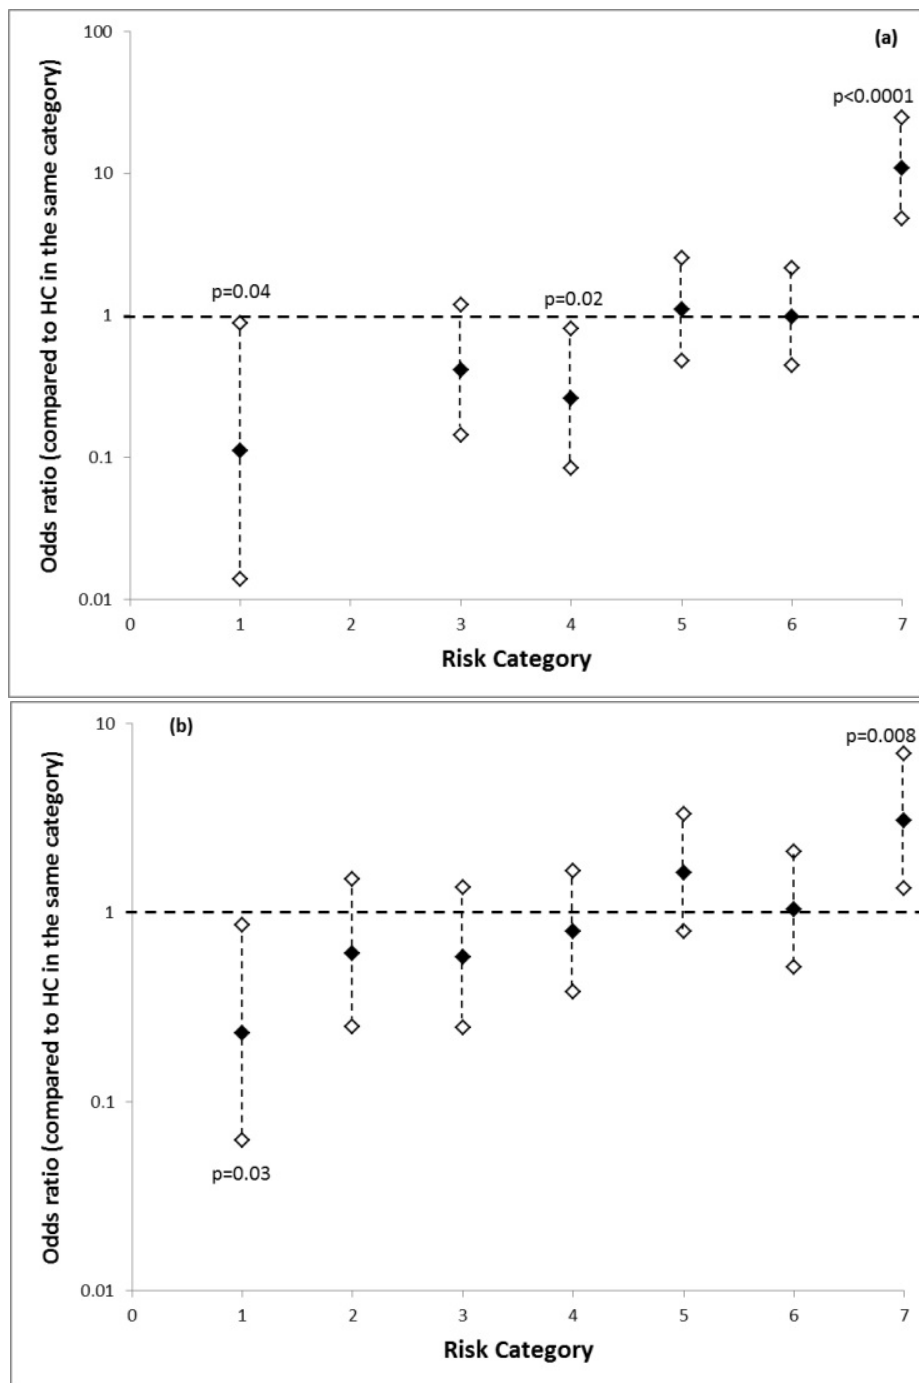 (a)
Odds ratio (compared to HC in the same category)
100
10
1
0.1
0.01
p=0.04
p=0.02
p<0.0001
0 1 2 3 4 5 6 7
Risk Category
(b)
Odds ratio (compared to HC in the same category)
10
1
0.1
0.01
p=0.03
p=0.008
0 1 2 3 4 5 6 7
Risk Category